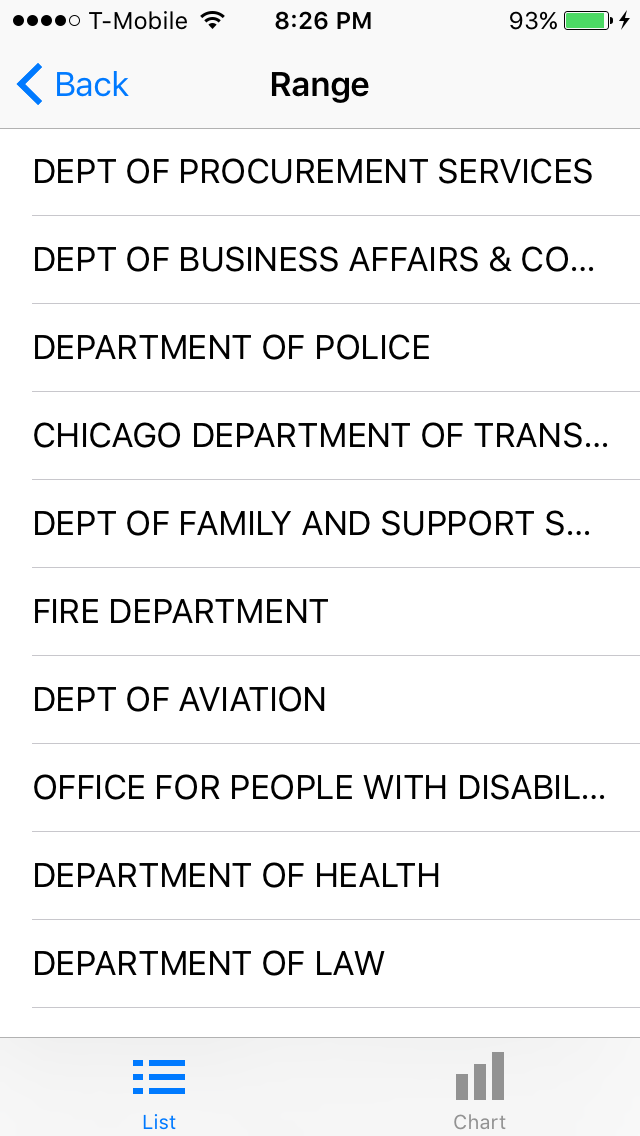 T-Mobile 8:26 PM 93%
Back Range
DEPT OF PROCUREMENT SERVICES
DEPT OF BUSINESS AFFAIRS & CO...
DEPARTMENT OF POLICE
CHICAGO DEPARTMENT OF TRANS...
DEPT OF FAMILY AND SUPPORT S...
FIRE DEPARTMENT
DEPT OF AVIATION
OFFICE FOR PEOPLE WITH DISABIL...
DEPARTMENT OF HEALTH
DEPARTMENT OF LAW
List Chart